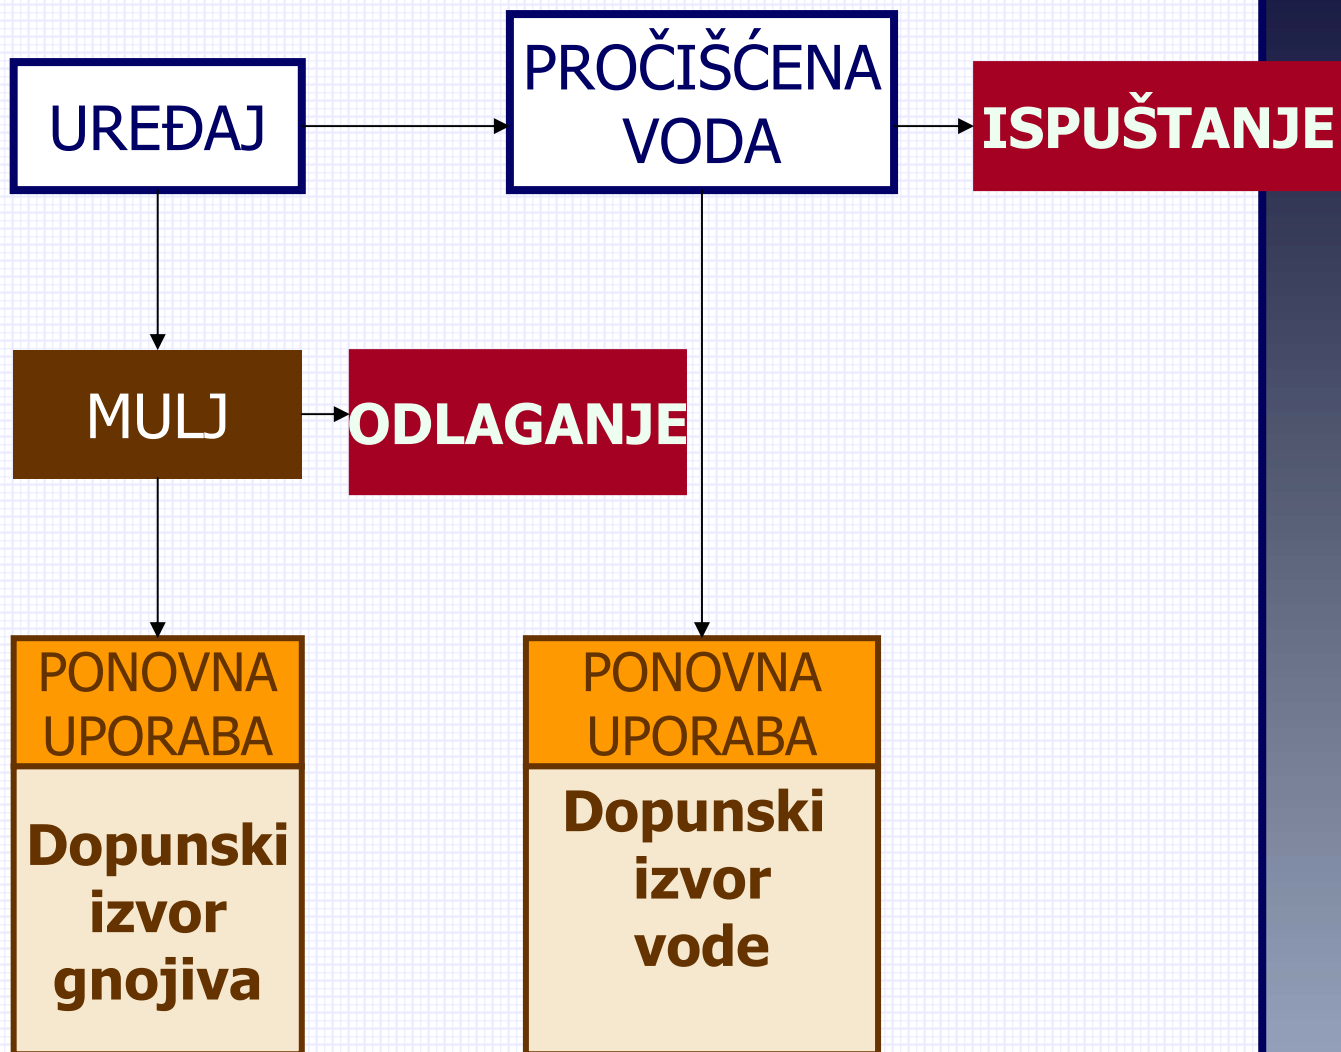 UREĐAJ
PROČIŠĆENA
VODA
ISPUŠTANJE
MULJ
ODLAGANJE
PONOVNA
UPORABA
Dopunski
izvor
gnojiva
PONOVNA
UPORABA
Dopunski
izvor
vode